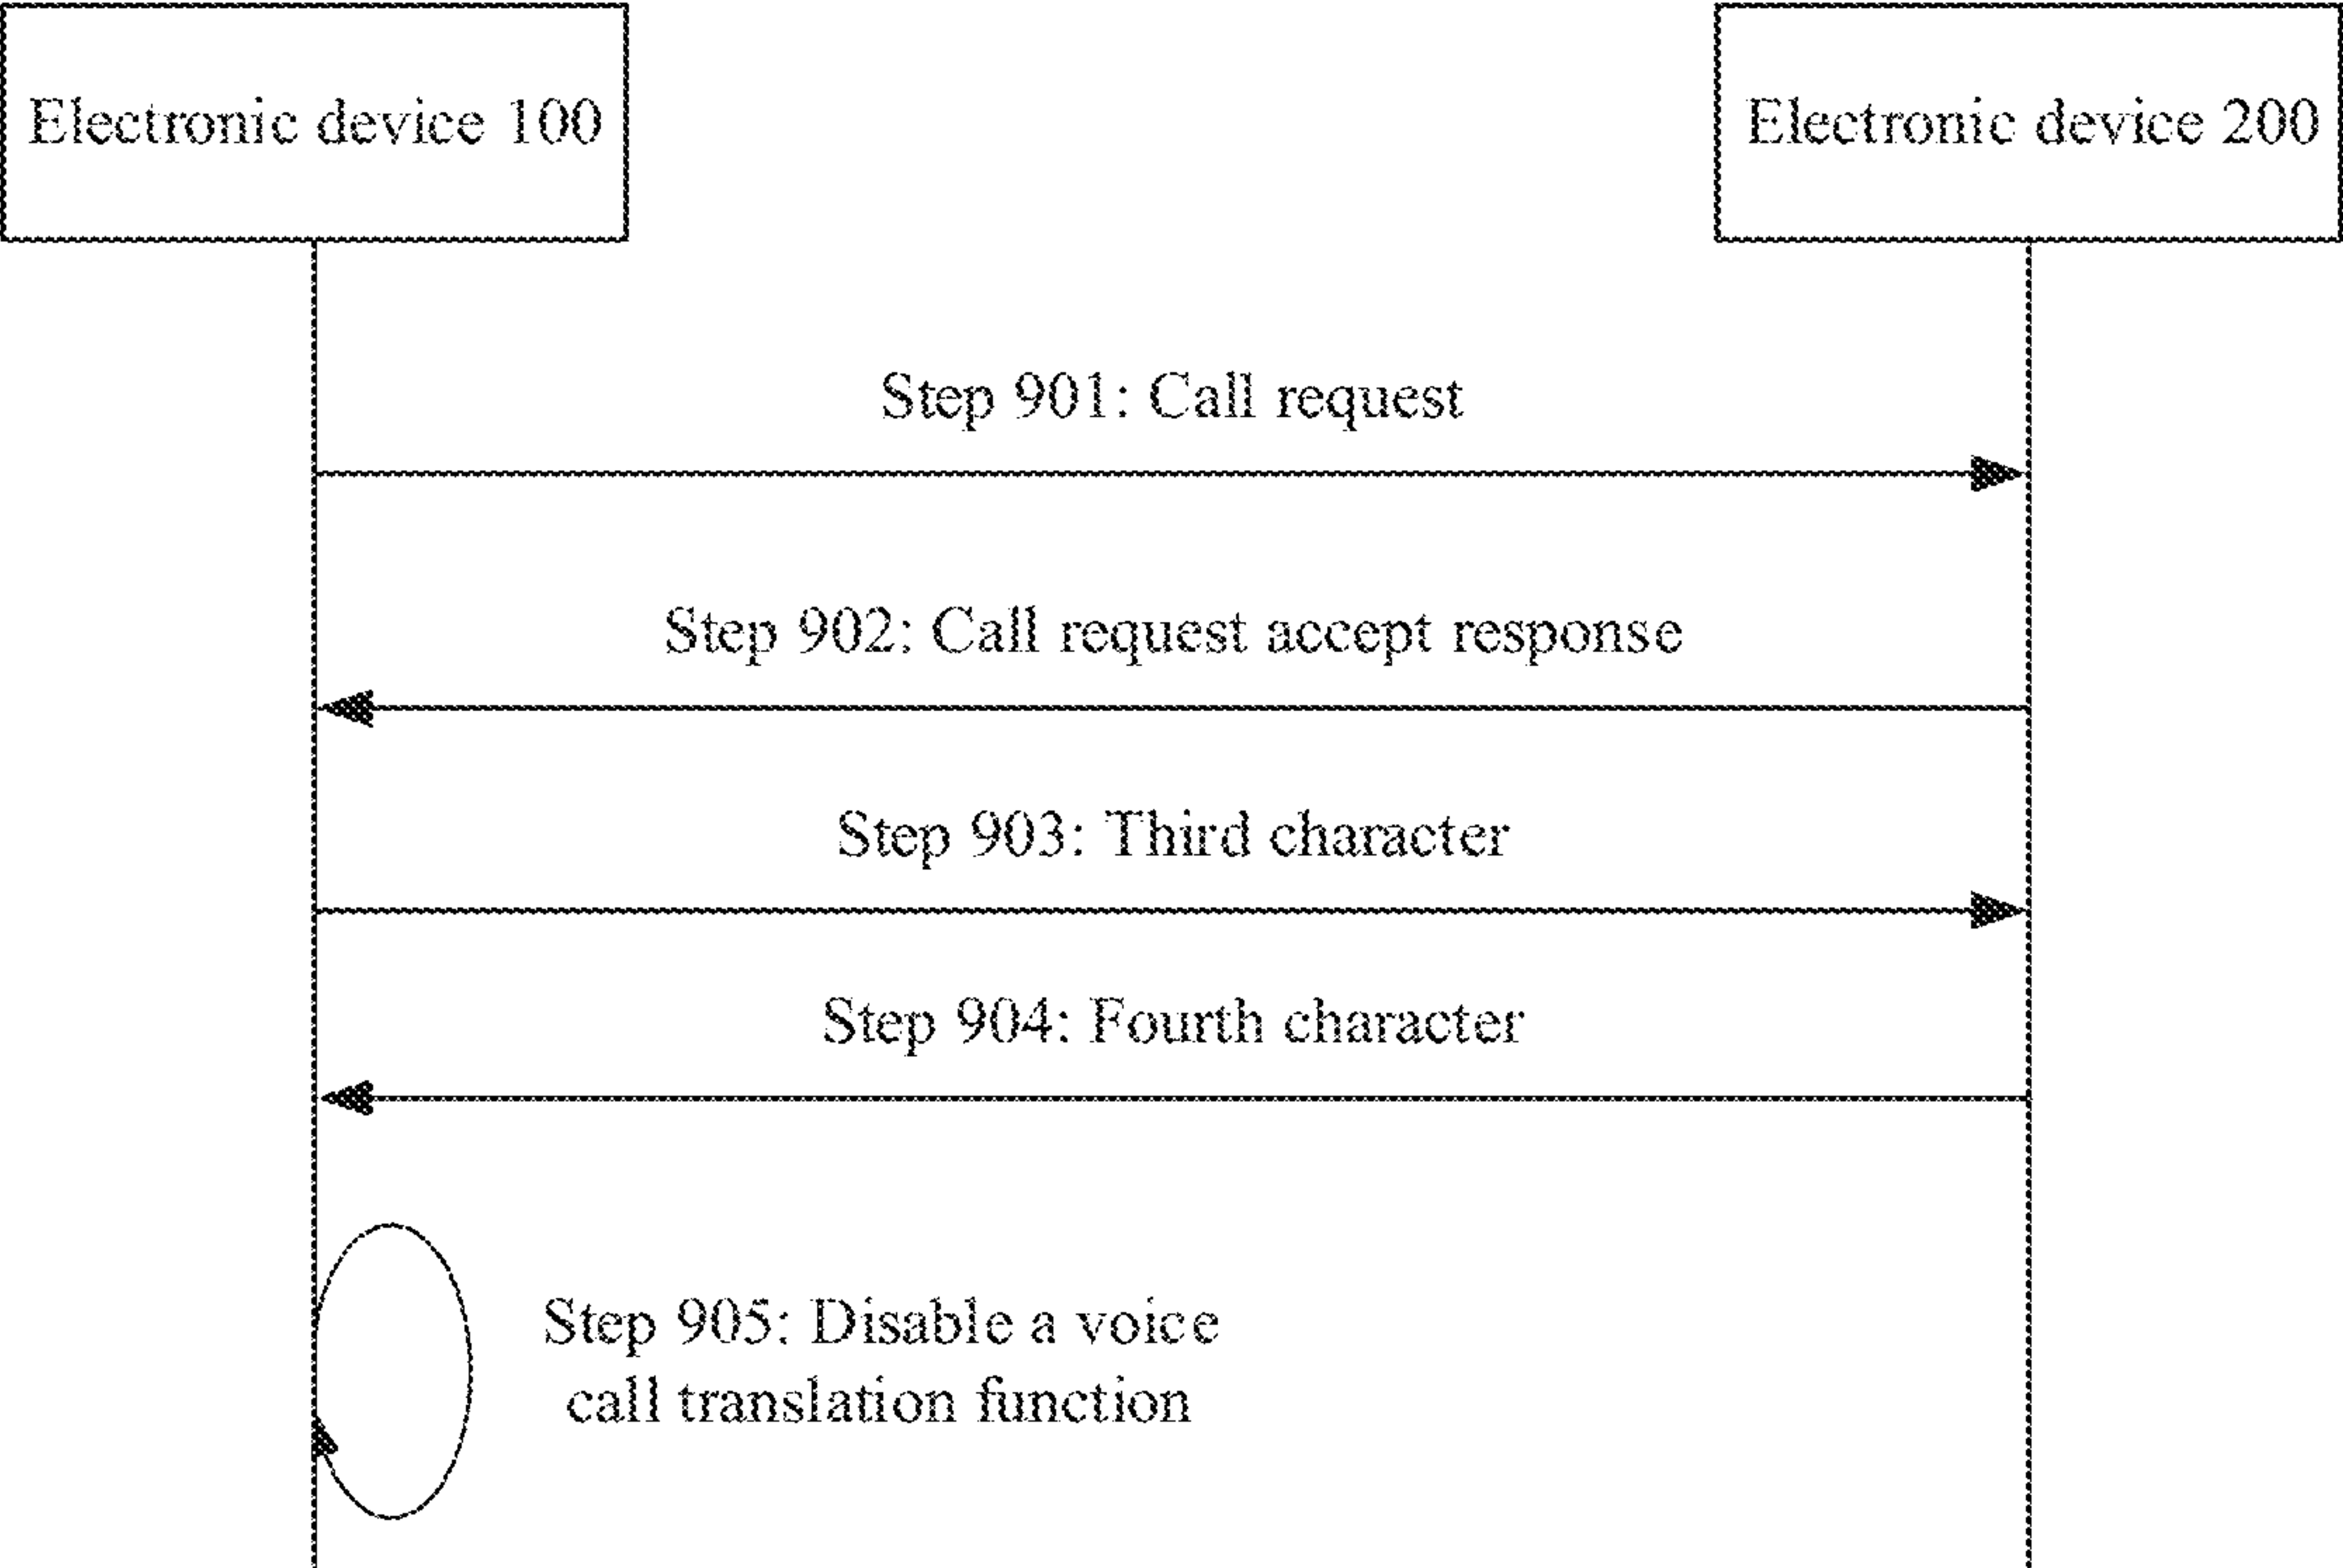 Electronic device 100
Electronic device 200
Step 901: Call request
Step 902: Call request accept response
Step 903: Third character
Step 904: Fourth character
Step 905: Disable a voice
call translation function